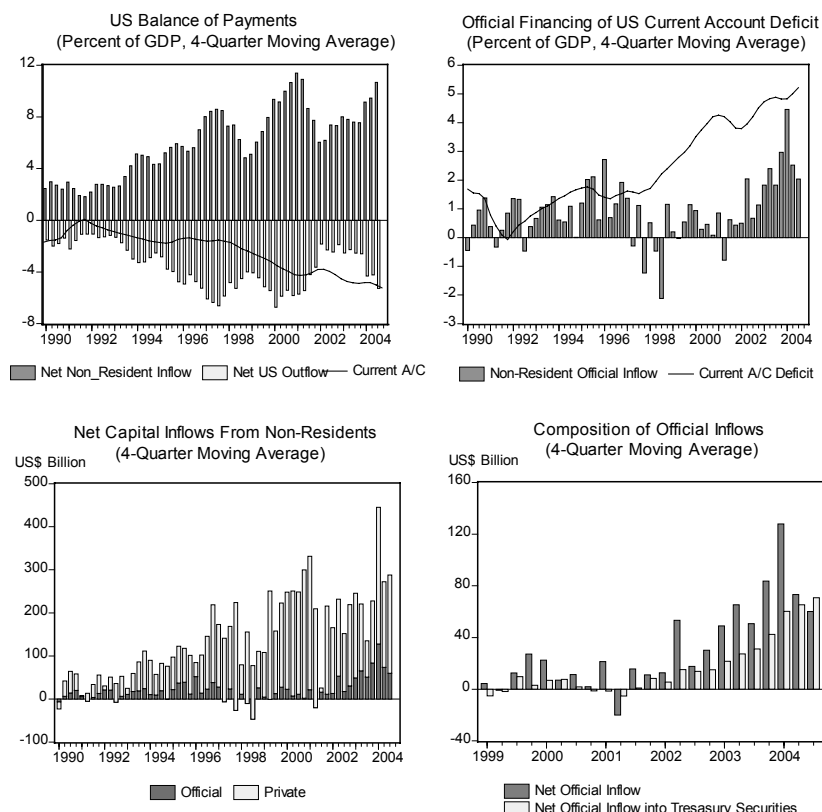 US Balance of Payments
(Percent of GDP, 4-Quarter Moving Average)
12
8
4
0
-4
-8
1990 1992 1994 1996 1998 2000 2002 2004
Net Non_Resident Inflow Net US Outflow Current A/C
Official Financing of US Current Account Deficit
(Percent of GDP, 4-Quarter Moving Average)
6
5
4
3
2
1
0
-1
-2
-3
1990 1992 1994 1996 1998 2000 2002 2004
Non-Resident Official Inflow Current A/C Deficit
Net Capital Inflows From Non-Residents
(4-Quarter Moving Average)
US$ Billion
500
400
300
200
100
0
-100
1990 1992 1994 1996 1998 2000 2002 2004
Official Private
Composition of Official Inflows
(4-Quarter Moving Average)
US$ Billion
160
120
80
40
0
-40
1999 2000 2001 2002 2003 2004
Net Official Inflow
Net Official Inflow into Treasury Securities